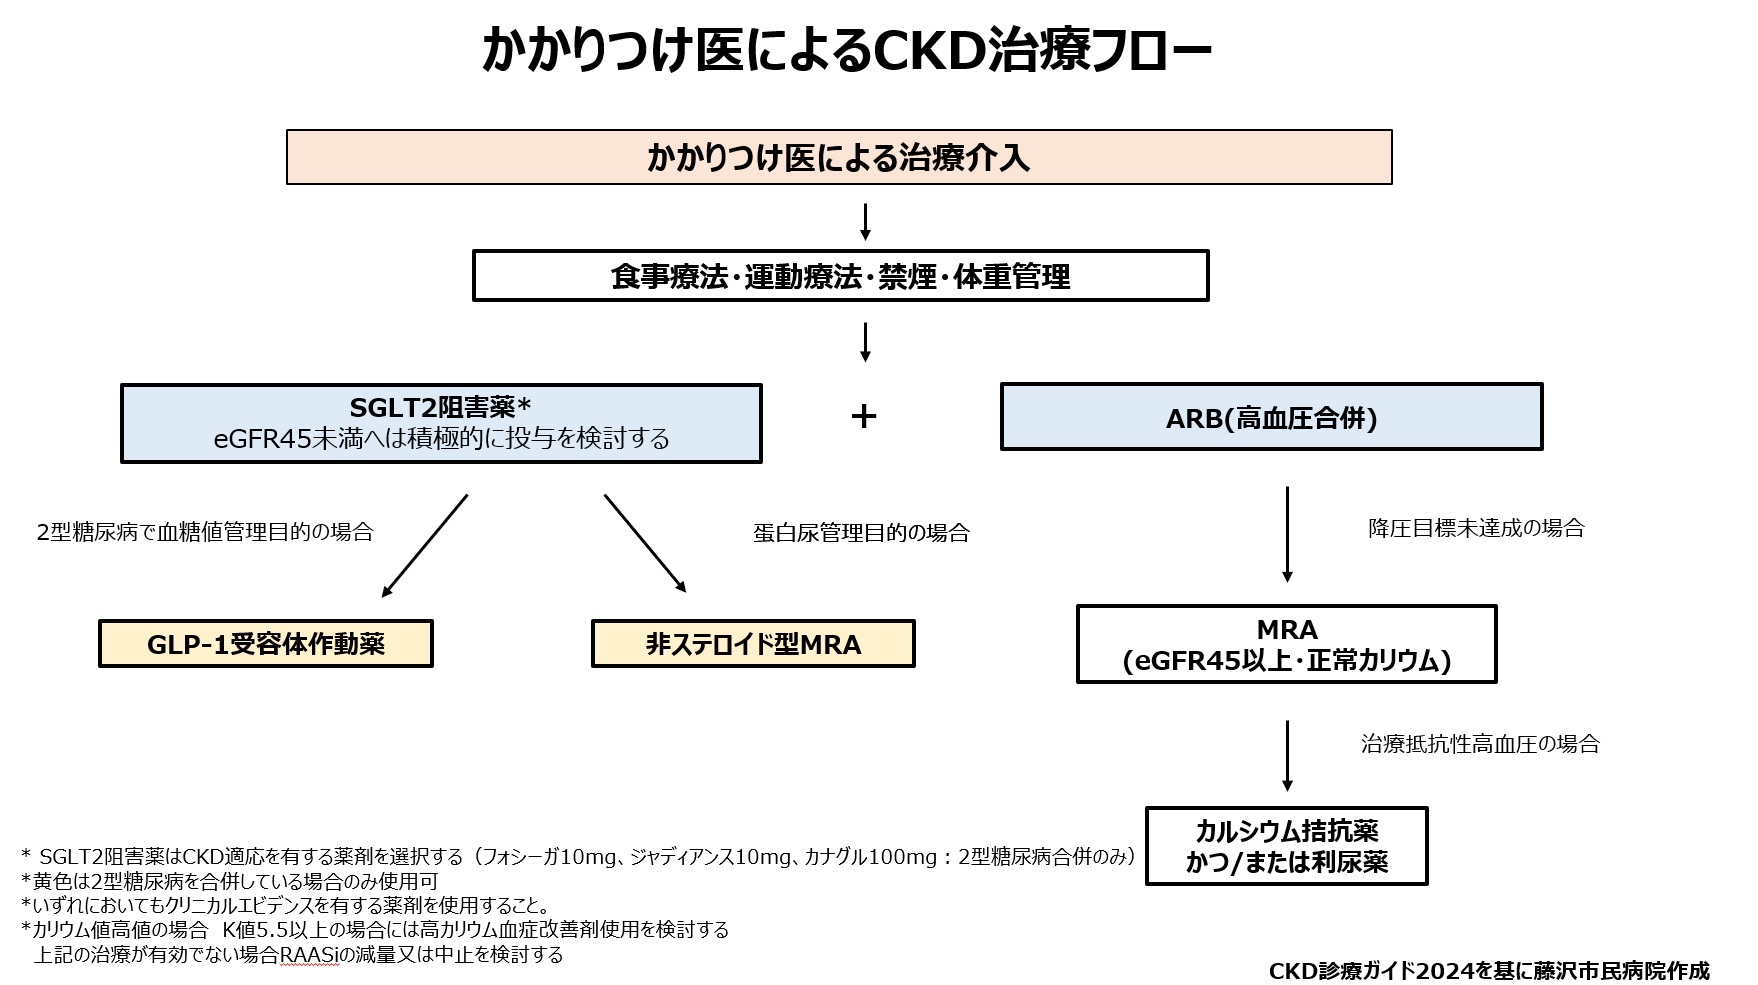 かかりつけ医によるCKD治療フロー
かかりつけ医による治療介入
食事療法・運動療法・禁煙・体重管理
SGLT2阻害薬*
eGFR45未満へは積極的に投与を検討する
+
ARB(高血圧合併)
2型糖尿病で血糖値管理目的の場合
蛋白尿管理目的の場合
降圧目標未達成の場合
GLP-1受容体作動薬
非ステロイド型MRA
MRA
(eGFR45以上・正常カリウム)
治療抵抗性高血圧の場合
カルシウム拮抗薬
かつ/または利尿薬
* SGLT2阻害薬はCKD適応を有する薬剤を選択する（フォシーガ10mg、ジャディアンス10mg、カナグル100mg：2型糖尿病合併のみ）
*黄色は2型糖尿病を合併している場合のみ使用可
*いずれにおいてもクリニカルエビデンスを有する薬剤を使用すること。
*カリウム値高値の場合　K値5.5以上の場合には高カリウム血症改善剤使用を検討する
上記の治療が有効でない場合RAASiの減量又は中止を検討する
CKD診療ガイド2024を基に藤沢市民病院作成